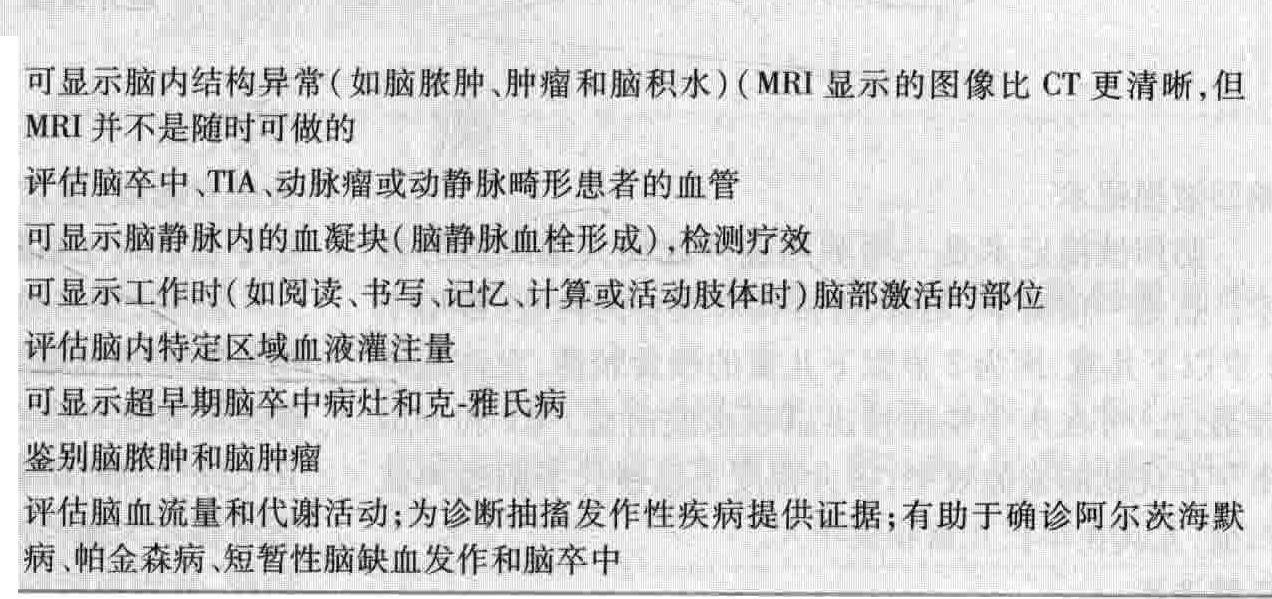 可显示脑内结构异常(如脑脓肿、肿瘤和脑积水)(MRI 显示的图像比 CT 更清晰,但
MRI 并不是随时可做的
评估脑卒中、TIA、动脉瘤或动静脉畸形患者的血管
可显示脑静脉内的血凝块(脑静脉血栓形成),检测疗效
可显示工作时(如阅读、书写、记忆、计算或活动肢体时)脑部激活的部位
评估脑内特定区域血液灌注量
可显示超早期脑卒中病灶和克-雅氏病
鉴别脑脓肿和脑肿瘤
评估脑血流量和代谢活动;为诊断抽搐发作性疾病提供证据;有助于确诊阿尔茨海默
病、帕金森病、短暂性脑缺血发作和脑卒中